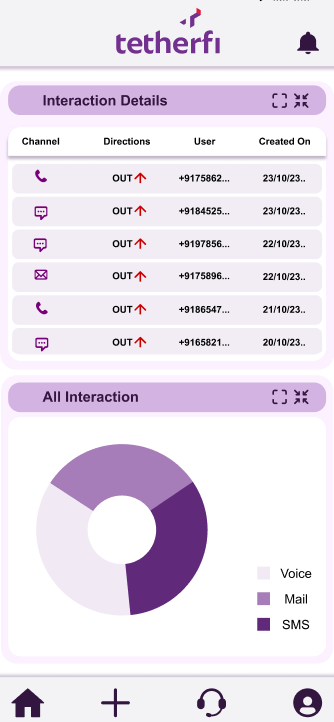 tetherfi
Interaction Details
Channel Directions User Created On
OUT +9175862... 23/10/23..
OUT +9184525... 23/10/23..
OUT +9197856... 22/10/23..
OUT +9175896... 22/10/23..
OUT +9186547... 21/10/23..
OUT +9165821... 20/10/23..
All Interaction
Voice
Mail
SMS